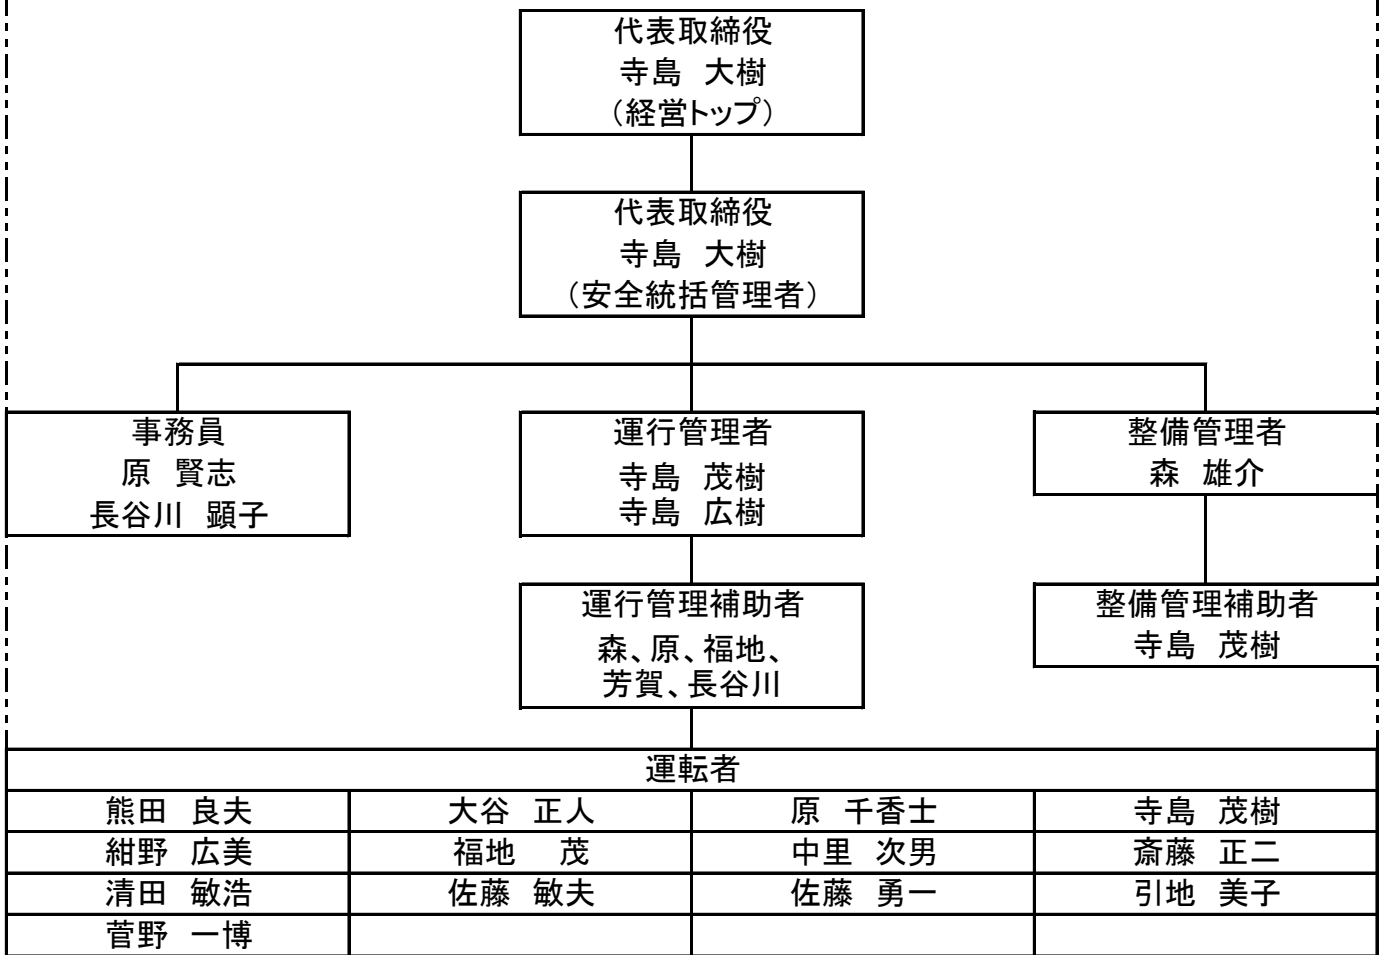 代表取締役
寺島　大樹
（経営トップ）
代表取締役
寺島　大樹
（安全統括管理者）
事務員
原　賢志
長谷川　顕子
運行管理者
寺島　茂樹
寺島　広樹
整備管理者
森　雄介
運行管理補助者
森、原、福地、
芳賀、長谷川
整備管理補助者
寺島　茂樹
運転者
熊田　良夫　大谷　正人　原　千香士　寺島　茂樹
紺野　広美　福地　茂　中里　次男　斎藤　正二
清田　敏浩　佐藤　敏夫　佐藤　勇一　引地　美子
菅野　一博